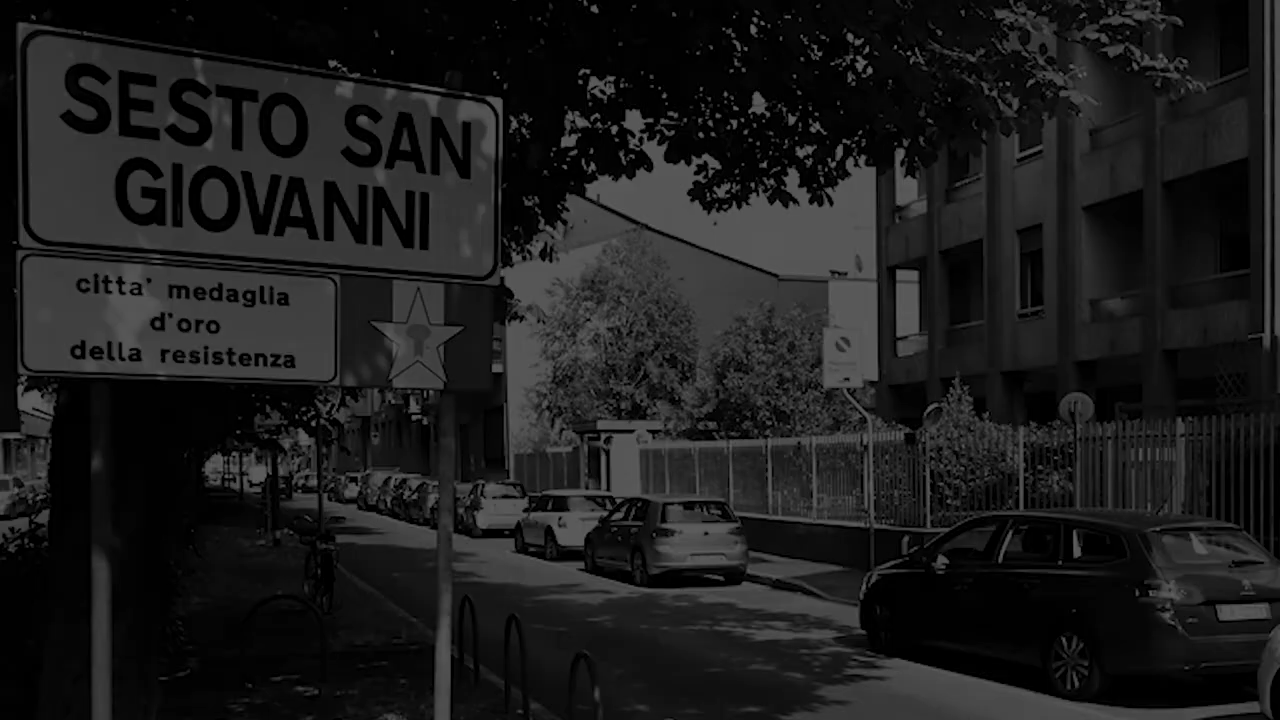 SESTO SAN
GIOVANNI
citta' medaglia
d'oro
della resistenza